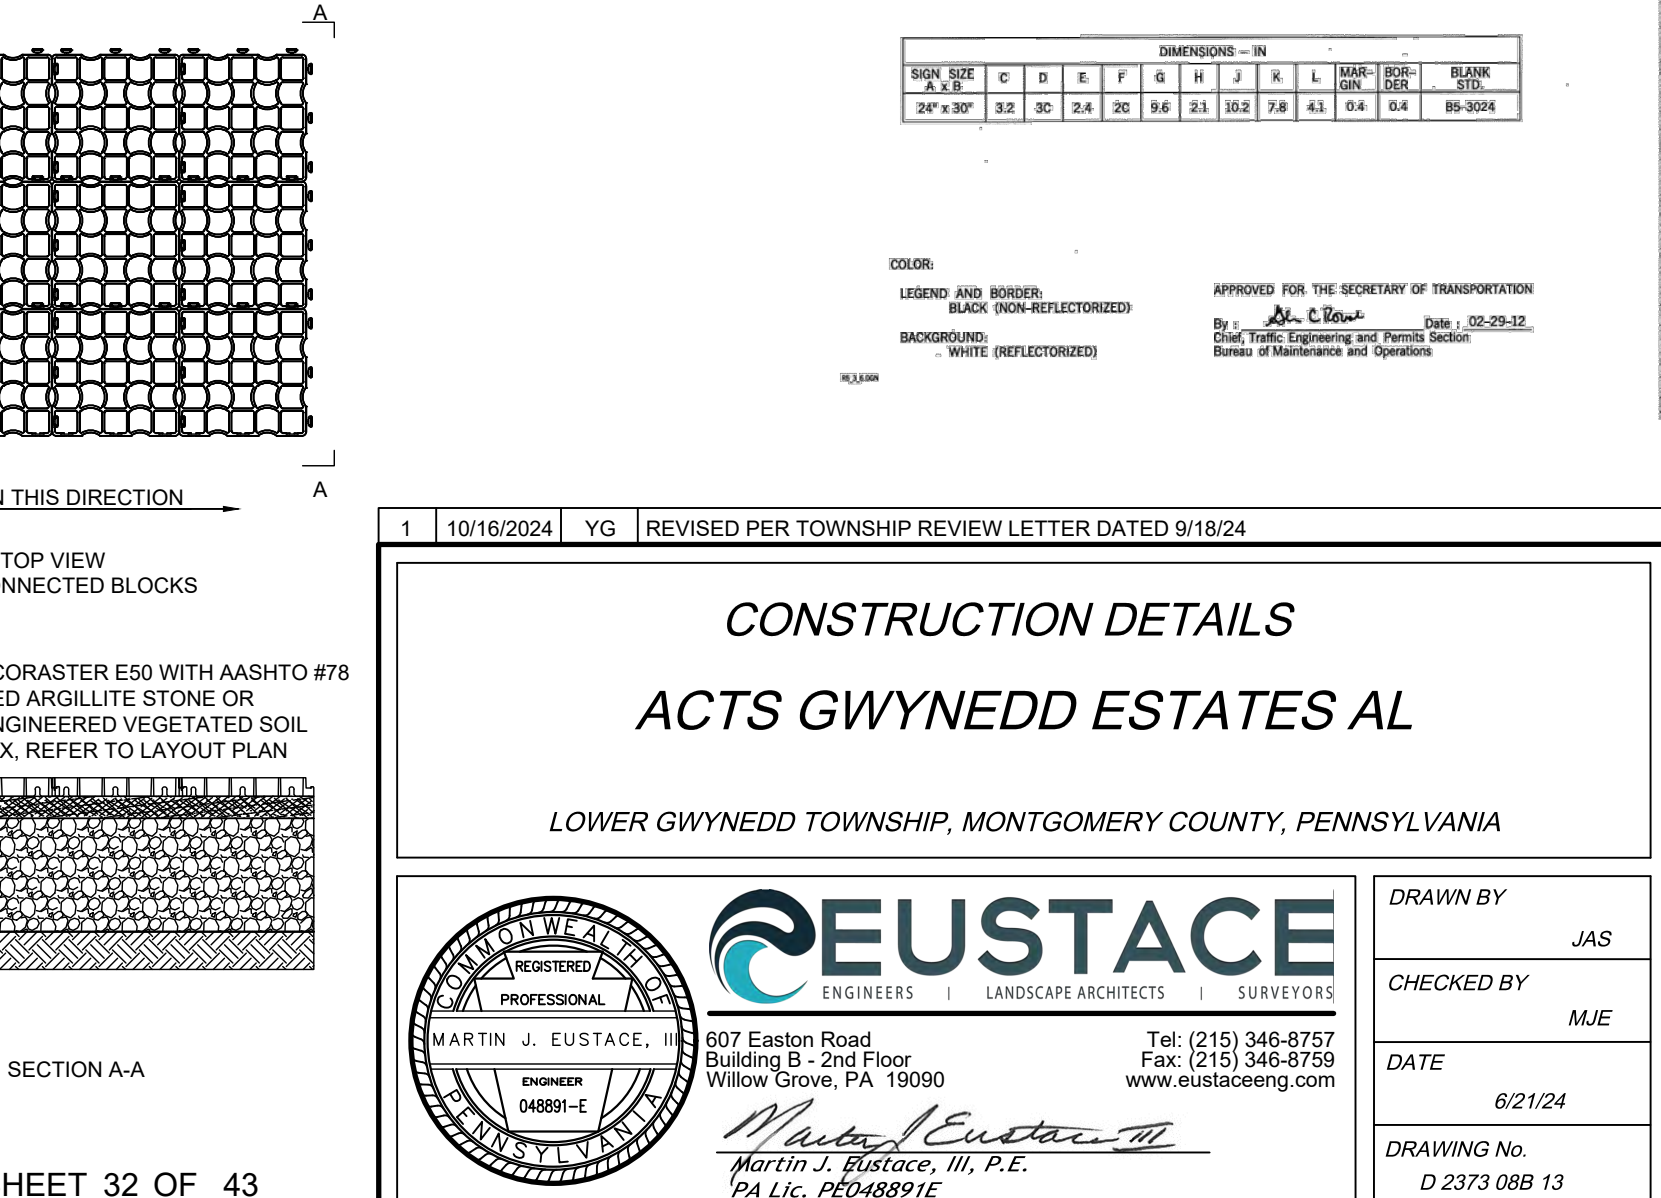 A
A
N THIS DIRECTION
TOP VIEW
ONNECTED BLOCKS
CORASTER E50 WITH AASHTO #78
ED ARGILLITE STONE OR
NGINEERED VEGETATED SOIL
X, REFER TO LAYOUT PLAN
SECTION A-A
HEET 32 OF 43
DIMENSIONS - IN
SIGN SIZE A x B C D E F G H J K L MAR-GIN BOR-DER BLANK STD.
24" x 30" 3.2 3C 2.4 2C 9.6 2.1 10.2 7.8 4.1 0.4 0.4 B5-3024
COLOR:
LEGEND AND BORDER:
BLACK (NON-REFLECTORIZED)
BACKGROUND:
WHITE (REFLECTORIZED)
APPROVED FOR THE SECRETARY OF TRANSPORTATION
By : Date : 02-29-12
Chief, Traffic Engineering and Permits Section
Bureau of Maintenance and Operations
1 10/16/2024 YG REVISED PER TOWNSHIP REVIEW LETTER DATED 9/18/24
CONSTRUCTION DETAILS
ACTS GWYNEDD ESTATES AL
LOWER GWYNEDD TOWNSHIP, MONTGOMERY COUNTY, PENNSYLVANIA
COMMONWEALTH OF
REGISTERED
PROFESSIONAL
MARTIN J. EUSTACE, III
ENGINEER
048891-E
PENNSYLVANIA
EUSTACE
ENGINEERS | LANDSCAPE ARCHITECTS | SURVEYORS
607 Easton Road
Building B - 2nd Floor
Willow Grove, PA 19090
Tel: (215) 346-8757
Fax: (215) 346-8759
www.eustaceeng.com
Martin J Eustace III
Martin J. Eustace, III, P.E.
PA Lic. PE048891E
DRAWN BY
JAS
CHECKED BY
MJE
DATE
6/21/24
DRAWING No.
D 2373 08B 13